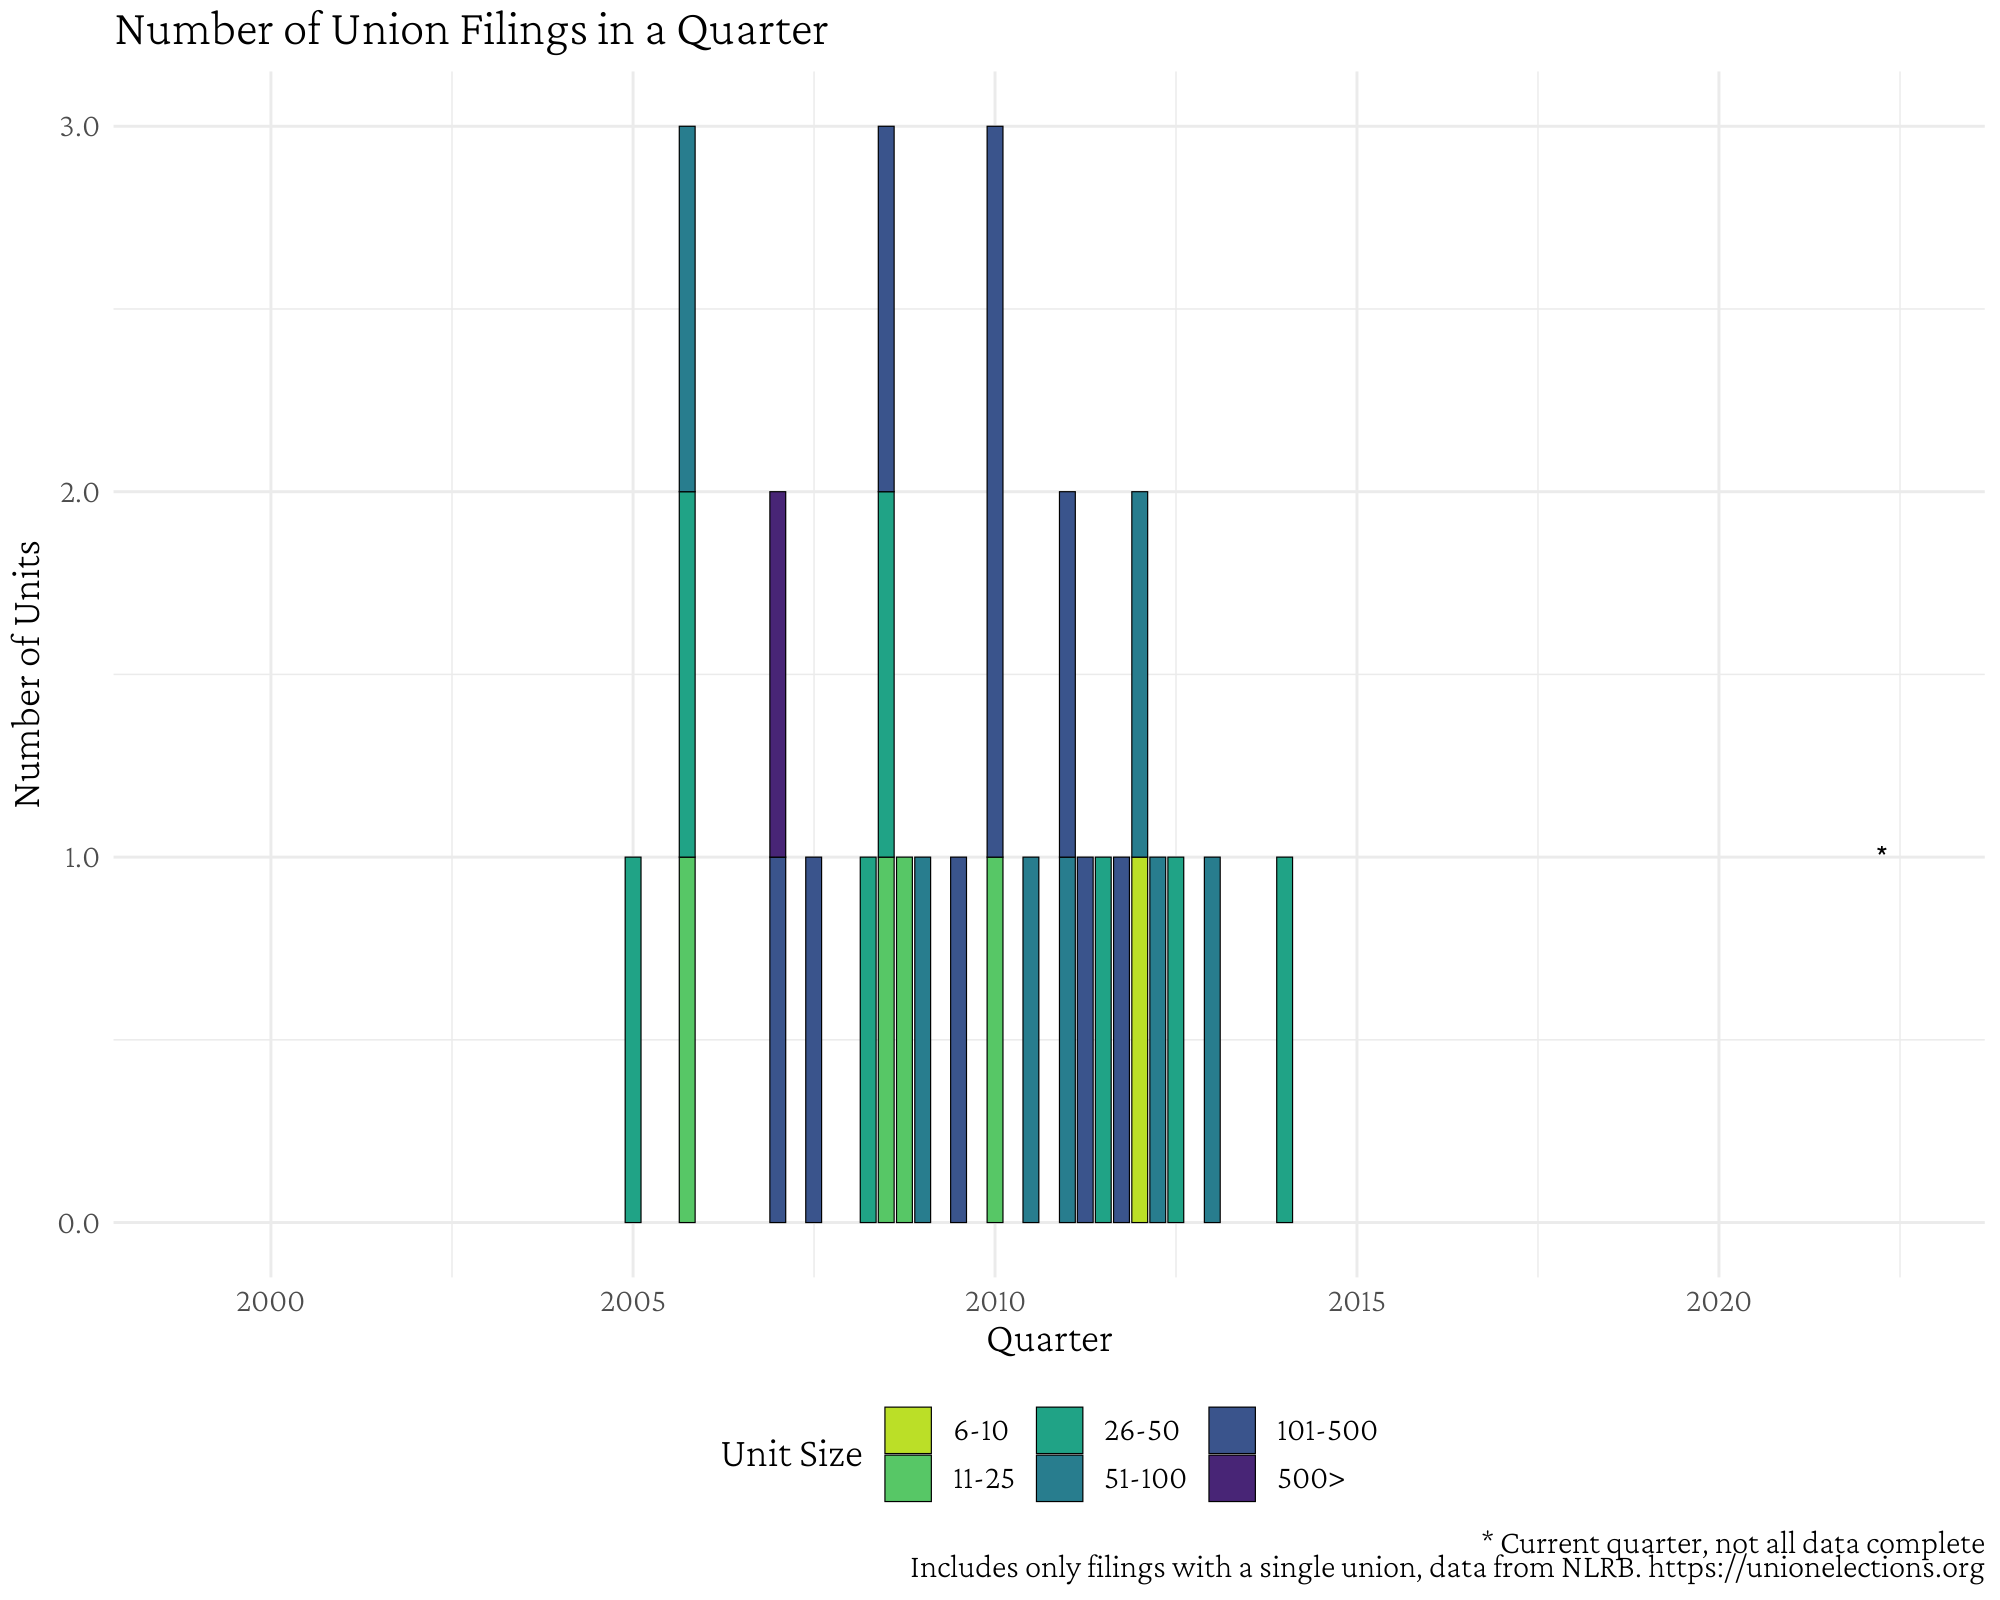 Number of Union Filings in a Quarter
3.0
2.0
1.0
0.0
Number of Units
*
2000 2005 2010 2015 2020
Quarter
Unit Size
6-10 26-50 101-500
11-25 51-100 500>
* Current quarter, not all data complete
Includes only filings with a single union, data from NLRB. https://unionelections.org